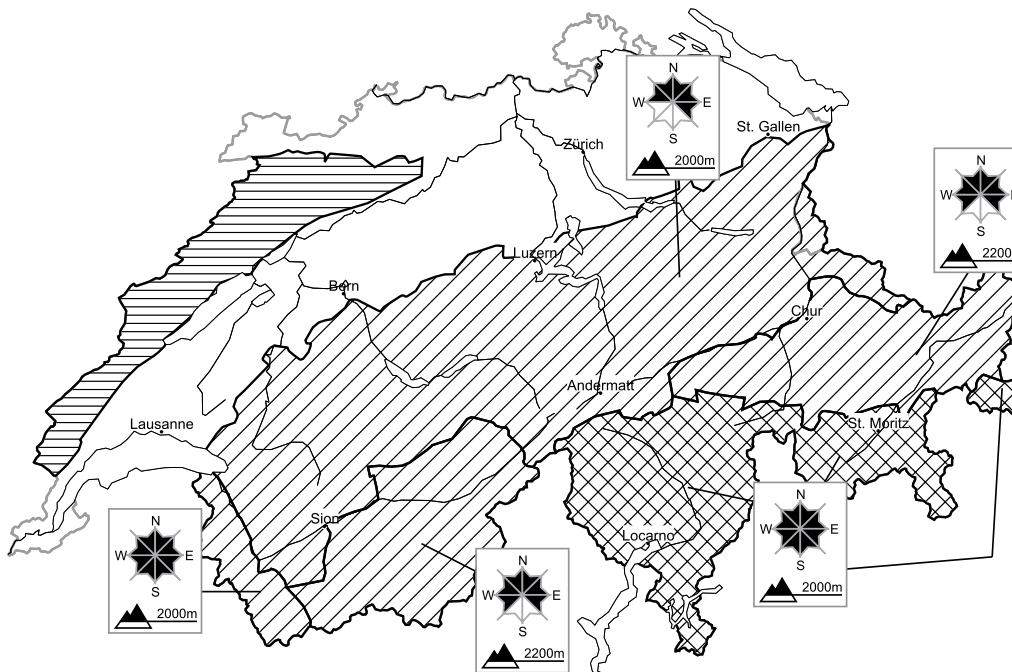 N
W E
S
2000m
St. Gallen
Zürich
N
W
S
2200
Luzern
Bern
Chur
Andermatt
Lausanne
St. Moritz
N
W E
S
2000m
Sion
Locarno
N
W E
S
2000m
N
W E
S
2200m